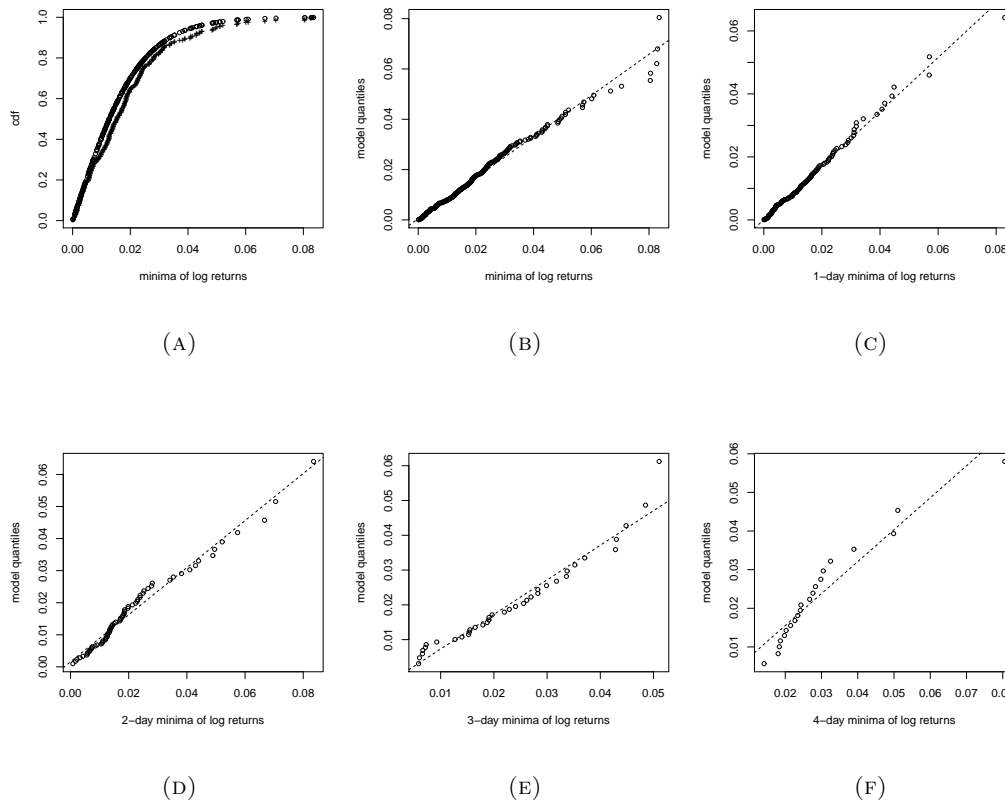 cdf
1.0
0.8
0.6
0.4
0.2
0.0
0.00 0.02 0.04 0.06 0.08
minima of log returns
(A)
model quantiles
0.08
0.06
0.04
0.02
0.00
0.00 0.02 0.04 0.06 0.08
minima of log returns
(B)
model quantiles
0.06
0.04
0.02
0.00
0.00 0.02 0.04 0.06 0.08
1−day minima of log returns
(C)
model quantiles
0.06
0.05
0.04
0.03
0.02
0.01
0.00
0.00 0.02 0.04 0.06 0.08
2−day minima of log returns
(D)
model quantiles
0.06
0.05
0.04
0.03
0.02
0.01
0.01 0.02 0.03 0.04 0.05
3−day minima of log returns
(E)
model quantiles
0.06
0.05
0.04
0.03
0.02
0.01
0.02 0.03 0.04 0.05 0.06 0.07
4−day minima of log returns
(F)